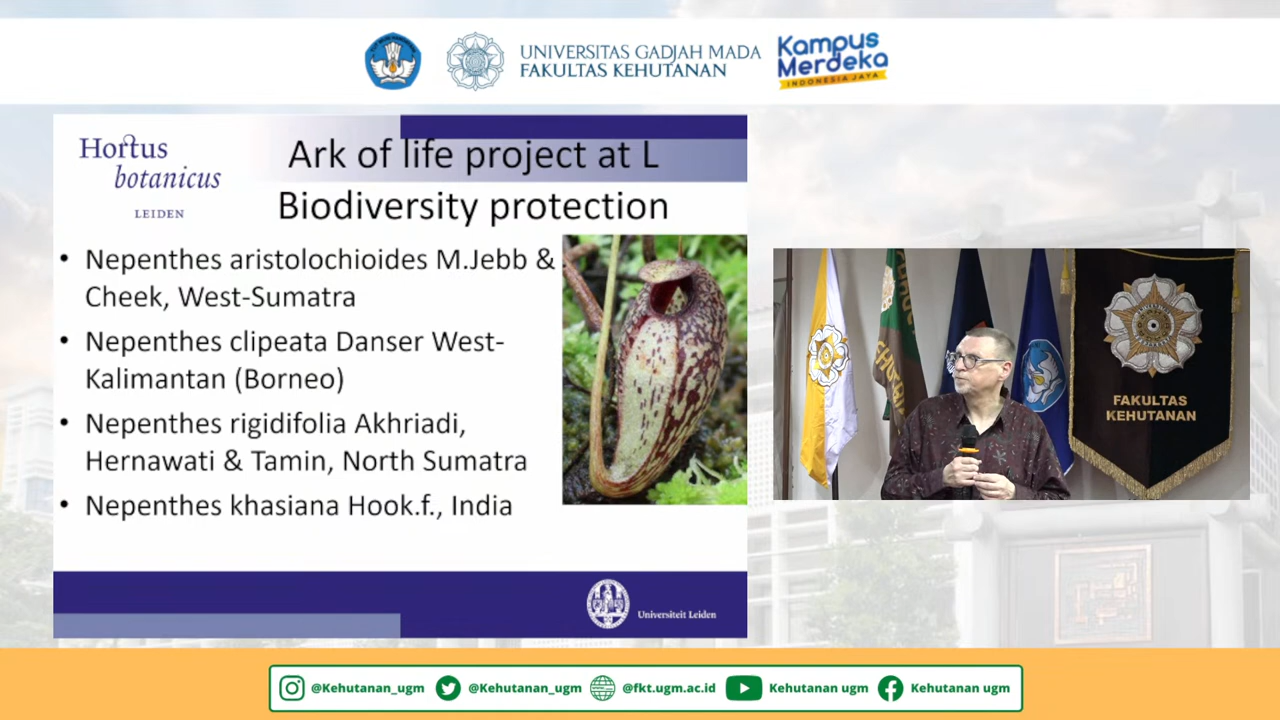 UNIVERSITAS GADJAH MADA
FAKULTAS KEHUTANAN
Kampus
Merdeka
INDONESIA JAYA
Hortus
botanicus
LEIDEN
Ark of life project at L
Biodiversity protection
• Nepenthes aristolochioides M.Jebb &
Cheek, West-Sumatra
• Nepenthes clipeata Danser West-
Kalimantan (Borneo)
• Nepenthes rigidifolia Akhriadi,
Hernawati & Tamin, North Sumatra
• Nepenthes khasiana Hook.f., India
Universiteit Leiden
FAKULTAS
KEHUTANAN
@Kehutanan_ugm
@Kehutanan_ugm
@fkt.ugm.ac.id
Kehutanan ugm
Kehutanan ugm